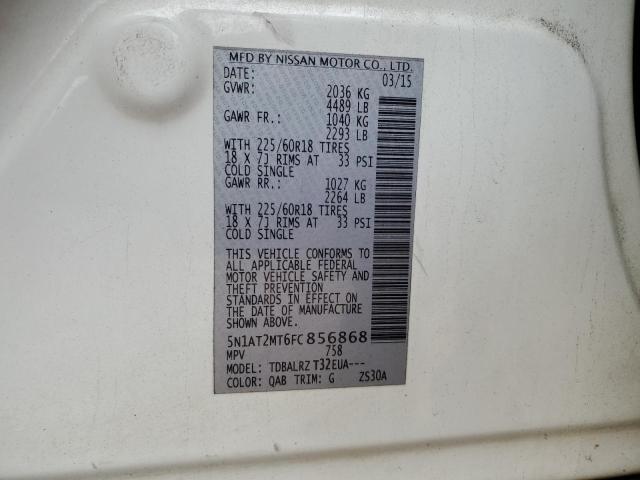 MFD BY NISSAN MOTOR CO., LTD.
DATE: 03/15
GVWR: 2036 KG
4489 LB
GAWR FR.: 1040 KG
2293 LB
WITH 225/60R18 TIRES
18 X 7J RIMS AT 33 PSI
COLD SINGLE
GAWR RR.: 1027 KG
2264 LB
WITH 225/60R18 TIRES
18 X 7J RIMS AT 33 PSI
COLD SINGLE
THIS VEHICLE CONFORMS TO
ALL APPLICABLE FEDERAL
MOTOR VEHICLE SAFETY AND
THEFT PREVENTION
STANDARDS IN EFFECT ON
THE DATE OF MANUFACTURE
SHOWN ABOVE.
5N1AT2MT6FC856868
MPV 758
MODEL: TDBALRZ T32EUA---
COLOR: QAB TRIM: G ZS30A